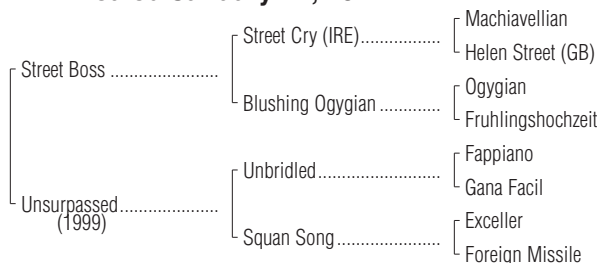 Machiavellian
Street Cry (IRE)..................
Helen Street (GB)
Street Boss ........................
Ogygian
Blushing Ogygian ..............
Fruhlingshochzeit
Fappiano
Unbridled...........................
Gana Facil
Unsurpassed......................
(1999)
Exceller
Squan Song.......................
Foreign Missile